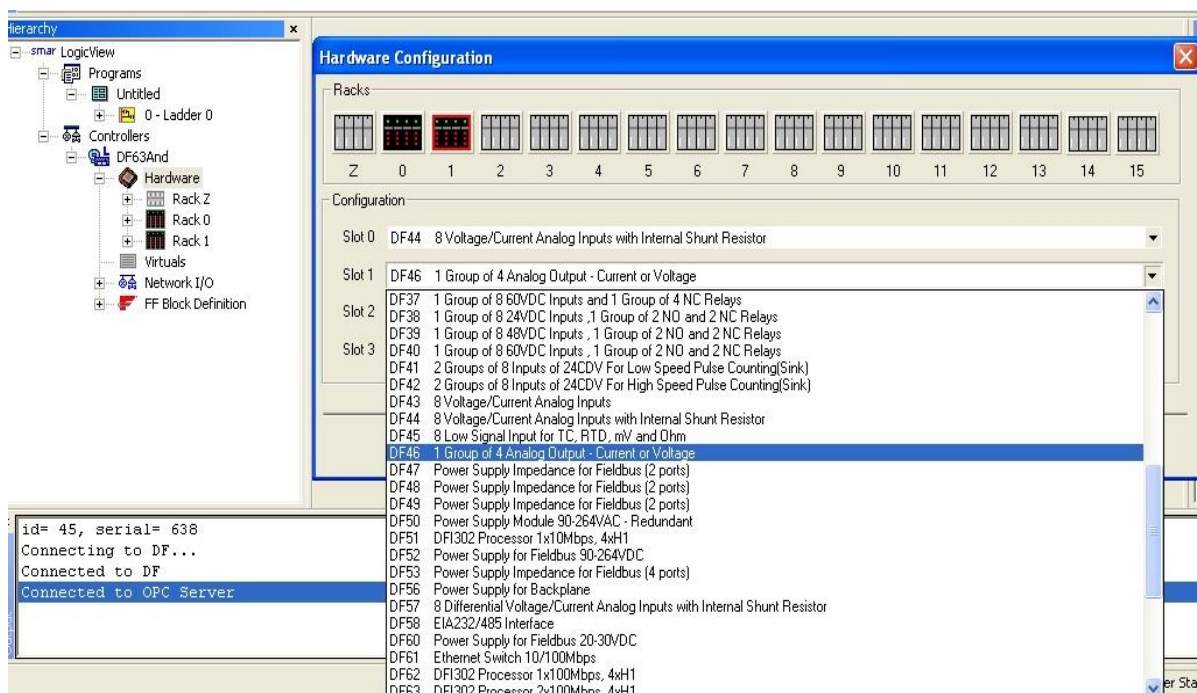 Hierarchy x
smar LogicView
Programs
Untitled
0 - Ladder 0
Controllers
DF63And
Hardware
Rack Z
Rack 0
Rack 1
Virtuals
Network I/O
FF Block Definition
Hardware Configuration
Racks
Z 0 1 2 3 4 5 6 7 8 9 10 11 12 13 14 15
Configuration
Slot 0 DF44 8 Voltage/Current Analog Inputs with Internal Shunt Resistor
Slot 1 DF46 1 Group of 4 Analog Output - Current or Voltage
Slot 2
Slot 3
DF37 1 Group of 8 60VDC Inputs and 1 Group of 4 NC Relays
DF38 1 Group of 8 24VDC Inputs ,1 Group of 2 NO and 2 NC Relays
DF39 1 Group of 8 48VDC Inputs , 1 Group of 2 NO and 2 NC Relays
DF40 1 Group of 8 60VDC Inputs , 1 Group of 2 NO and 2 NC Relays
DF41 2 Groups of 8 Inputs of 24CDV For Low Speed Pulse Counting(Sink)
DF42 2 Groups of 8 Inputs of 24CDV For High Speed Pulse Counting(Sink)
DF43 8 Voltage/Current Analog Inputs
DF44 8 Voltage/Current Analog Inputs with Internal Shunt Resistor
DF45 8 Low Signal Input for TC, RTD, mV and Ohm
DF46 1 Group of 4 Analog Output - Current or Voltage
DF47 Power Supply Impedance for Fieldbus (2 ports)
DF48 Power Supply Impedance for Fieldbus (2 ports)
DF49 Power Supply Impedance for Fieldbus (2 ports)
DF50 Power Supply Module 90-264VAC - Redundant
DF51 DFI302 Processor 1x10Mbps, 4xH1
DF52 Power Supply for Fieldbus 90-264VDC
DF53 Power Supply Impedance for Fieldbus (4 ports)
DF56 Power Supply for Backplane
DF57 8 Differential Voltage/Current Analog Inputs with Internal Shunt Resistor
DF58 EIA232/485 Interface
DF60 Power Supply for Fieldbus 20-30VDC
DF61 Ethernet Switch 10/100Mbps
DF62 DFI302 Processor 1x100Mbps, 4xH1
DF63 DFI302 Processor 2x100Mbps, 4xH1
id= 45, serial= 638
Connecting to DF...
Connected to DF
Connected to OPC Server
Output
er Sta